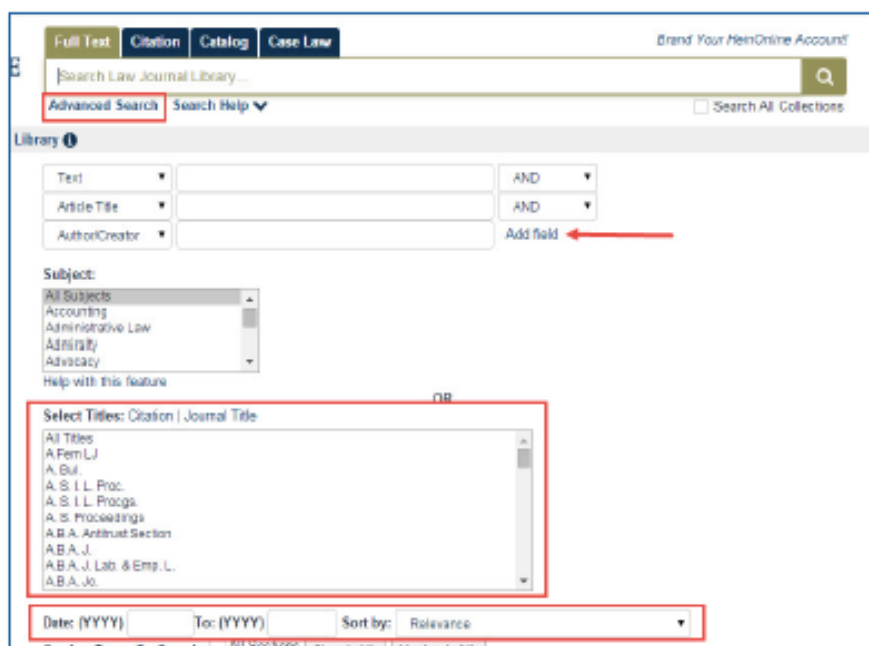 Full Text Citation Catalog Case Law Brand Your HeinOnline Account!
Search Law Journal Library...
Advanced Search Search Help Search All Collections
Library
Text AND
Article Title AND
Author/Creator Add field
Subject:
All Subjects
Accounting
Administrative Law
Admiralty
Advocacy
Help with this feature
OR
Select Titles: Citation | Journal Title
All Titles
A Fem LJ
A. Bul.
A. S. I. L. Proc.
A. S. I. L. Procgs.
A. S. Proceedings
A.B.A. Antitrust Section
A.B.A. J.
A.B.A. J. Lab. & Emp. L.
A.B.A. Jo.
Date: (YYYY) To: (YYYY) Sort by: Relevance
All Sections